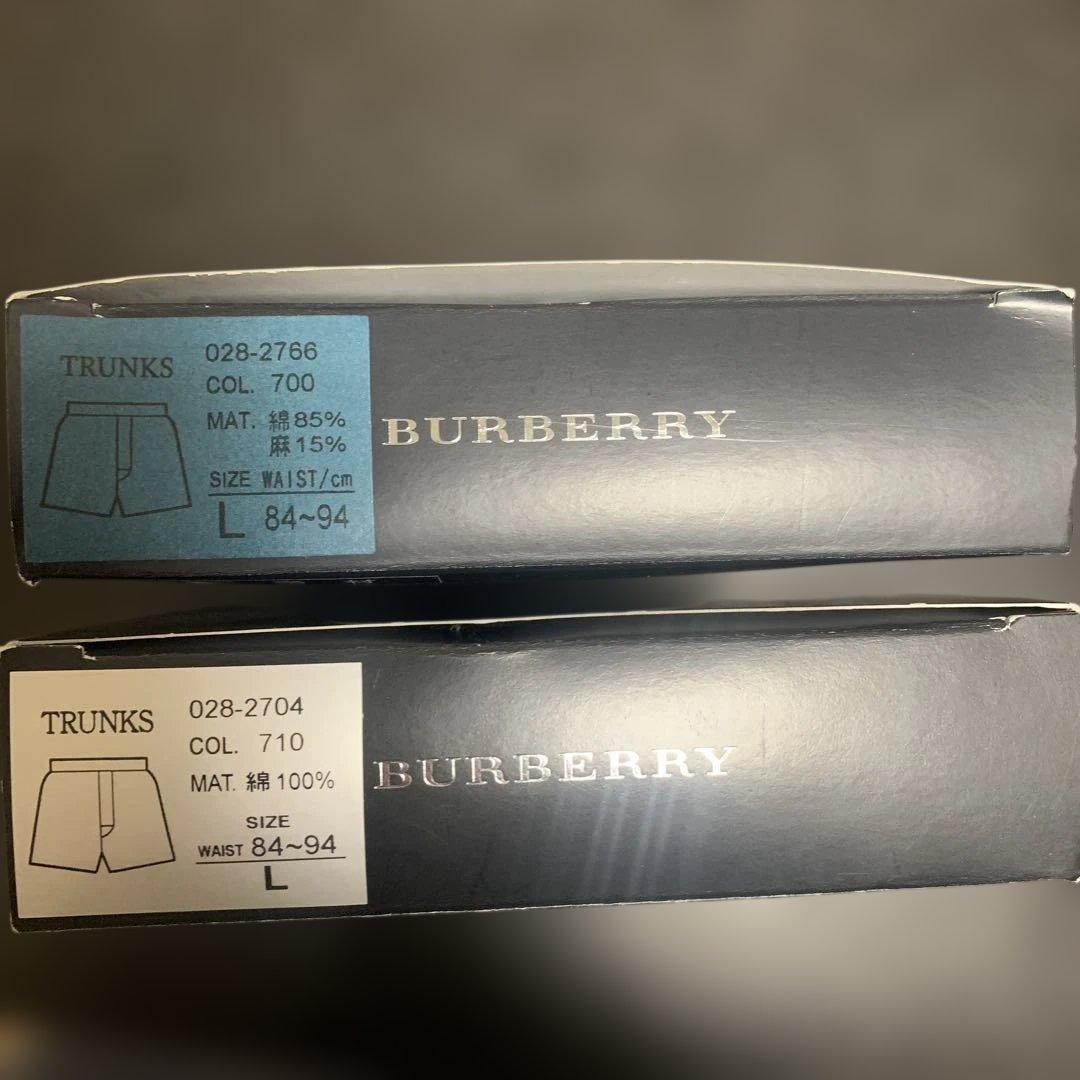 TRUNKS
028-2766
COL. 700
MAT. 綿85%
麻15%
SIZE WAIST/cm
L 84~94
BURBERRY
TRUNKS
028-2704
COL. 710
MAT. 綿100%
SIZE
WAIST 84~94
L
BURBERRY